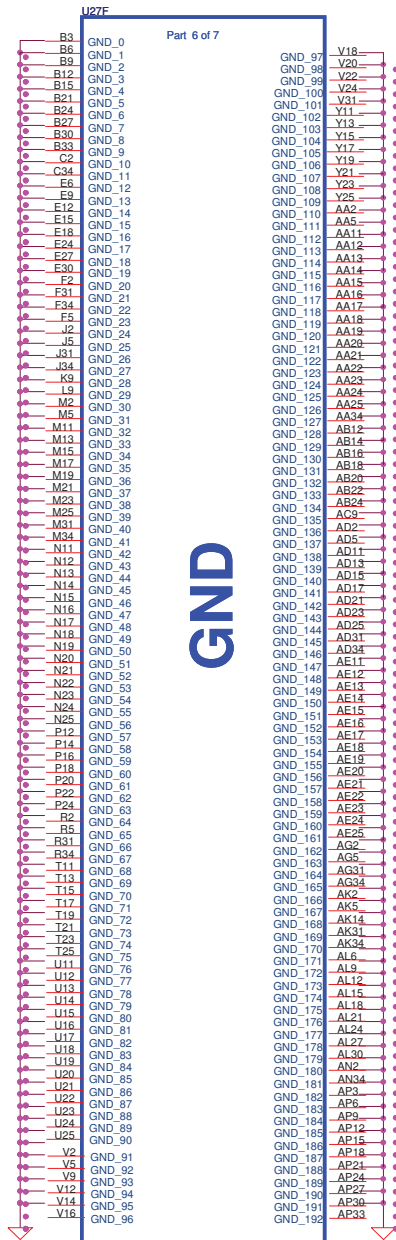 U27F
Part 6 of 7
B3 GND_0
B6 GND_1
B9 GND_2
B12 GND_3
B15 GND_4
B21 GND_5
B24 GND_6
B27 GND_7
B30 GND_8
B33 GND_9
C2 GND_10
C34 GND_11
E6 GND_12
E9 GND_13
E12 GND_14
E15 GND_15
E18 GND_16
E24 GND_17
E27 GND_18
E30 GND_19
F2 GND_20
F31 GND_21
F34 GND_22
F5 GND_23
J2 GND_24
J5 GND_25
J31 GND_26
J34 GND_27
K9 GND_28
L9 GND_29
M2 GND_30
M5 GND_31
M11 GND_32
M13 GND_33
M15 GND_34
M17 GND_35
M19 GND_36
M21 GND_37
M23 GND_38
M25 GND_39
M31 GND_40
M34 GND_41
N11 GND_42
N12 GND_43
N13 GND_44
N14 GND_45
N15 GND_46
N16 GND_47
N17 GND_48
N18 GND_49
N19 GND_50
N20 GND_51
N21 GND_52
N22 GND_53
N23 GND_54
N24 GND_55
N25 GND_56
P12 GND_57
P14 GND_58
P16 GND_59
P18 GND_60
P20 GND_61
P22 GND_62
P24 GND_63
R2 GND_64
R5 GND_65
R31 GND_66
R34 GND_67
T11 GND_68
T13 GND_69
T15 GND_70
T17 GND_71
T19 GND_72
T21 GND_73
T23 GND_74
T25 GND_75
U11 GND_76
U12 GND_77
U13 GND_78
U14 GND_79
U15 GND_80
U16 GND_81
U17 GND_82
U18 GND_83
U19 GND_84
U20 GND_85
U21 GND_86
U22 GND_87
U23 GND_88
U24 GND_89
U25 GND_90
V2 GND_91
V5 GND_92
V9 GND_93
V12 GND_94
V14 GND_95
V16 GND_96
GND
GND_97 V18
GND_98 V20
GND_99 V22
GND_100 V24
GND_101 V31
GND_102 Y11
GND_103 Y13
GND_104 Y15
GND_105 Y17
GND_106 Y19
GND_107 Y21
GND_108 Y23
GND_109 Y25
GND_110 AA2
GND_111 AA5
GND_112 AA11
GND_113 AA12
GND_114 AA13
GND_115 AA14
GND_116 AA15
GND_117 AA16
GND_118 AA17
GND_119 AA18
GND_120 AA19
GND_121 AA20
GND_122 AA21
GND_123 AA22
GND_124 AA23
GND_125 AA24
GND_126 AA25
GND_127 AA34
GND_128 AB12
GND_129 AB14
GND_130 AB16
GND_131 AB18
GND_132 AB20
GND_133 AB22
GND_134 AB24
GND_135 AC9
GND_136 AD2
GND_137 AD5
GND_138 AD11
GND_139 AD13
GND_140 AD15
GND_141 AD17
GND_142 AD21
GND_143 AD23
GND_144 AD25
GND_145 AD31
GND_146 AD34
GND_147 AE11
GND_148 AE12
GND_149 AE13
GND_150 AE14
GND_151 AE15
GND_152 AE16
GND_153 AE17
GND_154 AE18
GND_155 AE19
GND_156 AE20
GND_157 AE21
GND_158 AE22
GND_159 AE23
GND_160 AE24
GND_161 AE25
GND_162 AG2
GND_163 AG5
GND_164 AG31
GND_165 AG34
GND_166 AK2
GND_167 AK5
GND_168 AK14
GND_169 AK31
GND_170 AK34
GND_171 AL6
GND_172 AL9
GND_173 AL12
GND_174 AL15
GND_175 AL18
GND_176 AL21
GND_177 AL24
GND_178 AL27
GND_179 AL30
GND_180 AN2
GND_181 AN34
GND_182 AP3
GND_183 AP6
GND_184 AP9
GND_185 AP12
GND_186 AP15
GND_187 AP18
GND_188 AP21
GND_189 AP24
GND_190 AP27
GND_191 AP30
GND_192 AP33